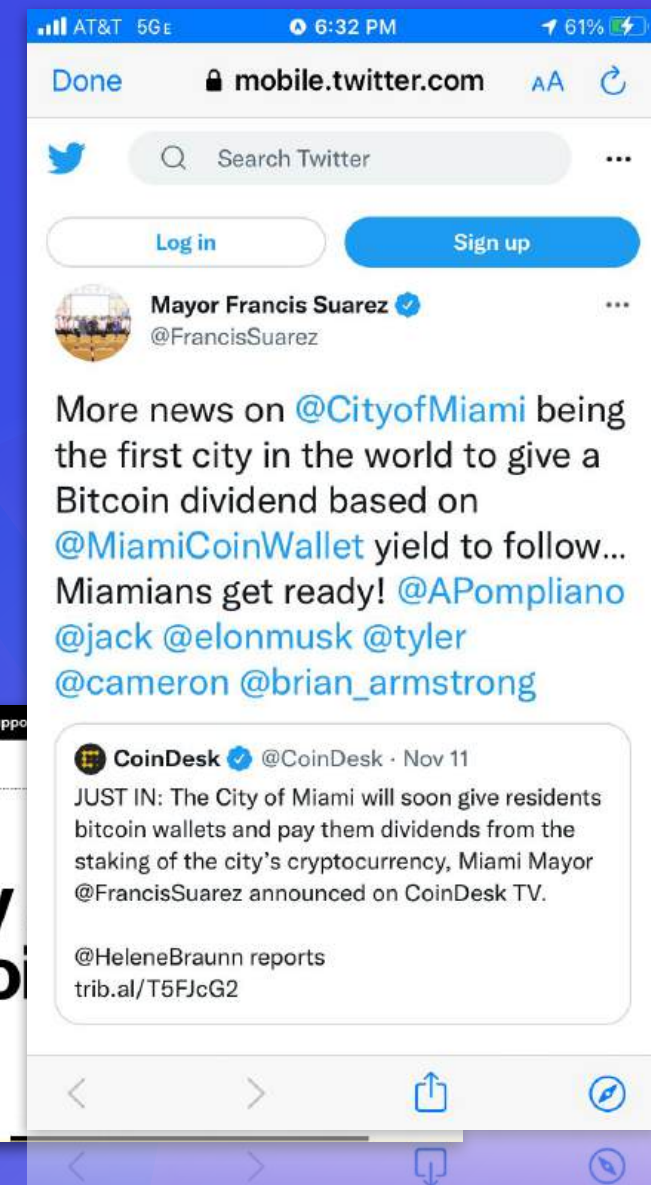 AT&T 5GE 6:32 PM 61%
Done mobile.twitter.com AA
Search Twitter
Log in Sign up
Mayor Francis Suarez
@FrancisSuarez
More news on @CityofMiami being
the first city in the world to give a
Bitcoin dividend based on
@MiamiCoinWallet yield to follow...
Miamians get ready! @APompliano
@jack @elonmusk @tyler
@cameron @brian_armstrong
CoinDesk @CoinDesk · Nov 11
JUST IN: The City of Miami will soon give residents
bitcoin wallets and pay them dividends from the
staking of the city's cryptocurrency, Miami Mayor
@FrancisSuarez announced on CoinDesk TV.
@HeleneBraunn reports
trib.al/T5FJcG2